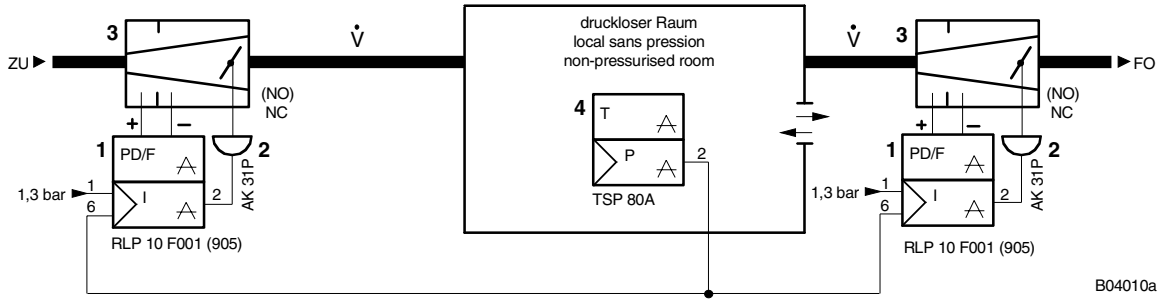 druckloser Raum
local sans pression
non-pressurised room
3
V̇
V̇
3
ZU
FO
(NO)
NC
(NO)
NC
4
T
P
2
TSP 80A
+
–
1
PD/F
2
AK 31P
1,3 bar
1
6
I
2
RLP 10 F001 (905)
+
–
1
PD/F
2
AK 31P
1,3 bar
1
6
I
2
RLP 10 F001 (905)
B04010a